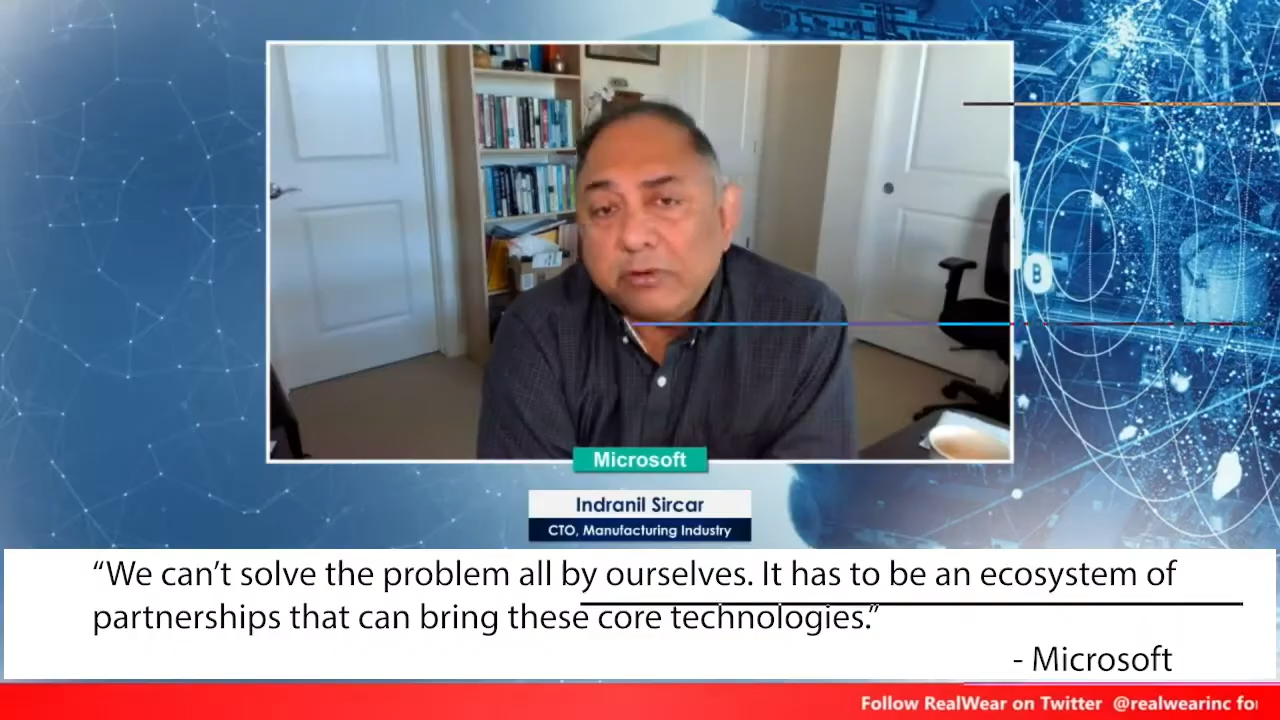 Microsoft
Indranil Sircar
CTO, Manufacturing Industry
“We can’t solve the problem all by ourselves. It has to be an ecosystem of
partnerships that can bring these core technologies.”
- Microsoft
Follow RealWear on Twitter @realwearinc